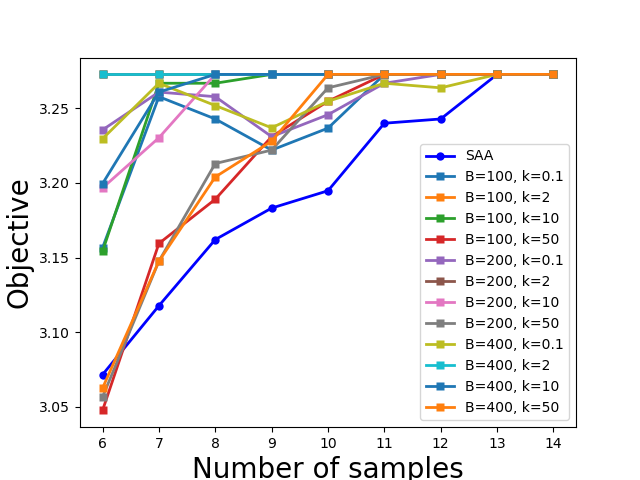 3.25
3.20
3.15
3.10
3.05
Objective
6 7 8 9 10 11 12 13 14
Number of samples
SAA
B=100, k=0.1
B=100, k=2
B=100, k=10
B=100, k=50
B=200, k=0.1
B=200, k=2
B=200, k=10
B=200, k=50
B=400, k=0.1
B=400, k=2
B=400, k=10
B=400, k=50